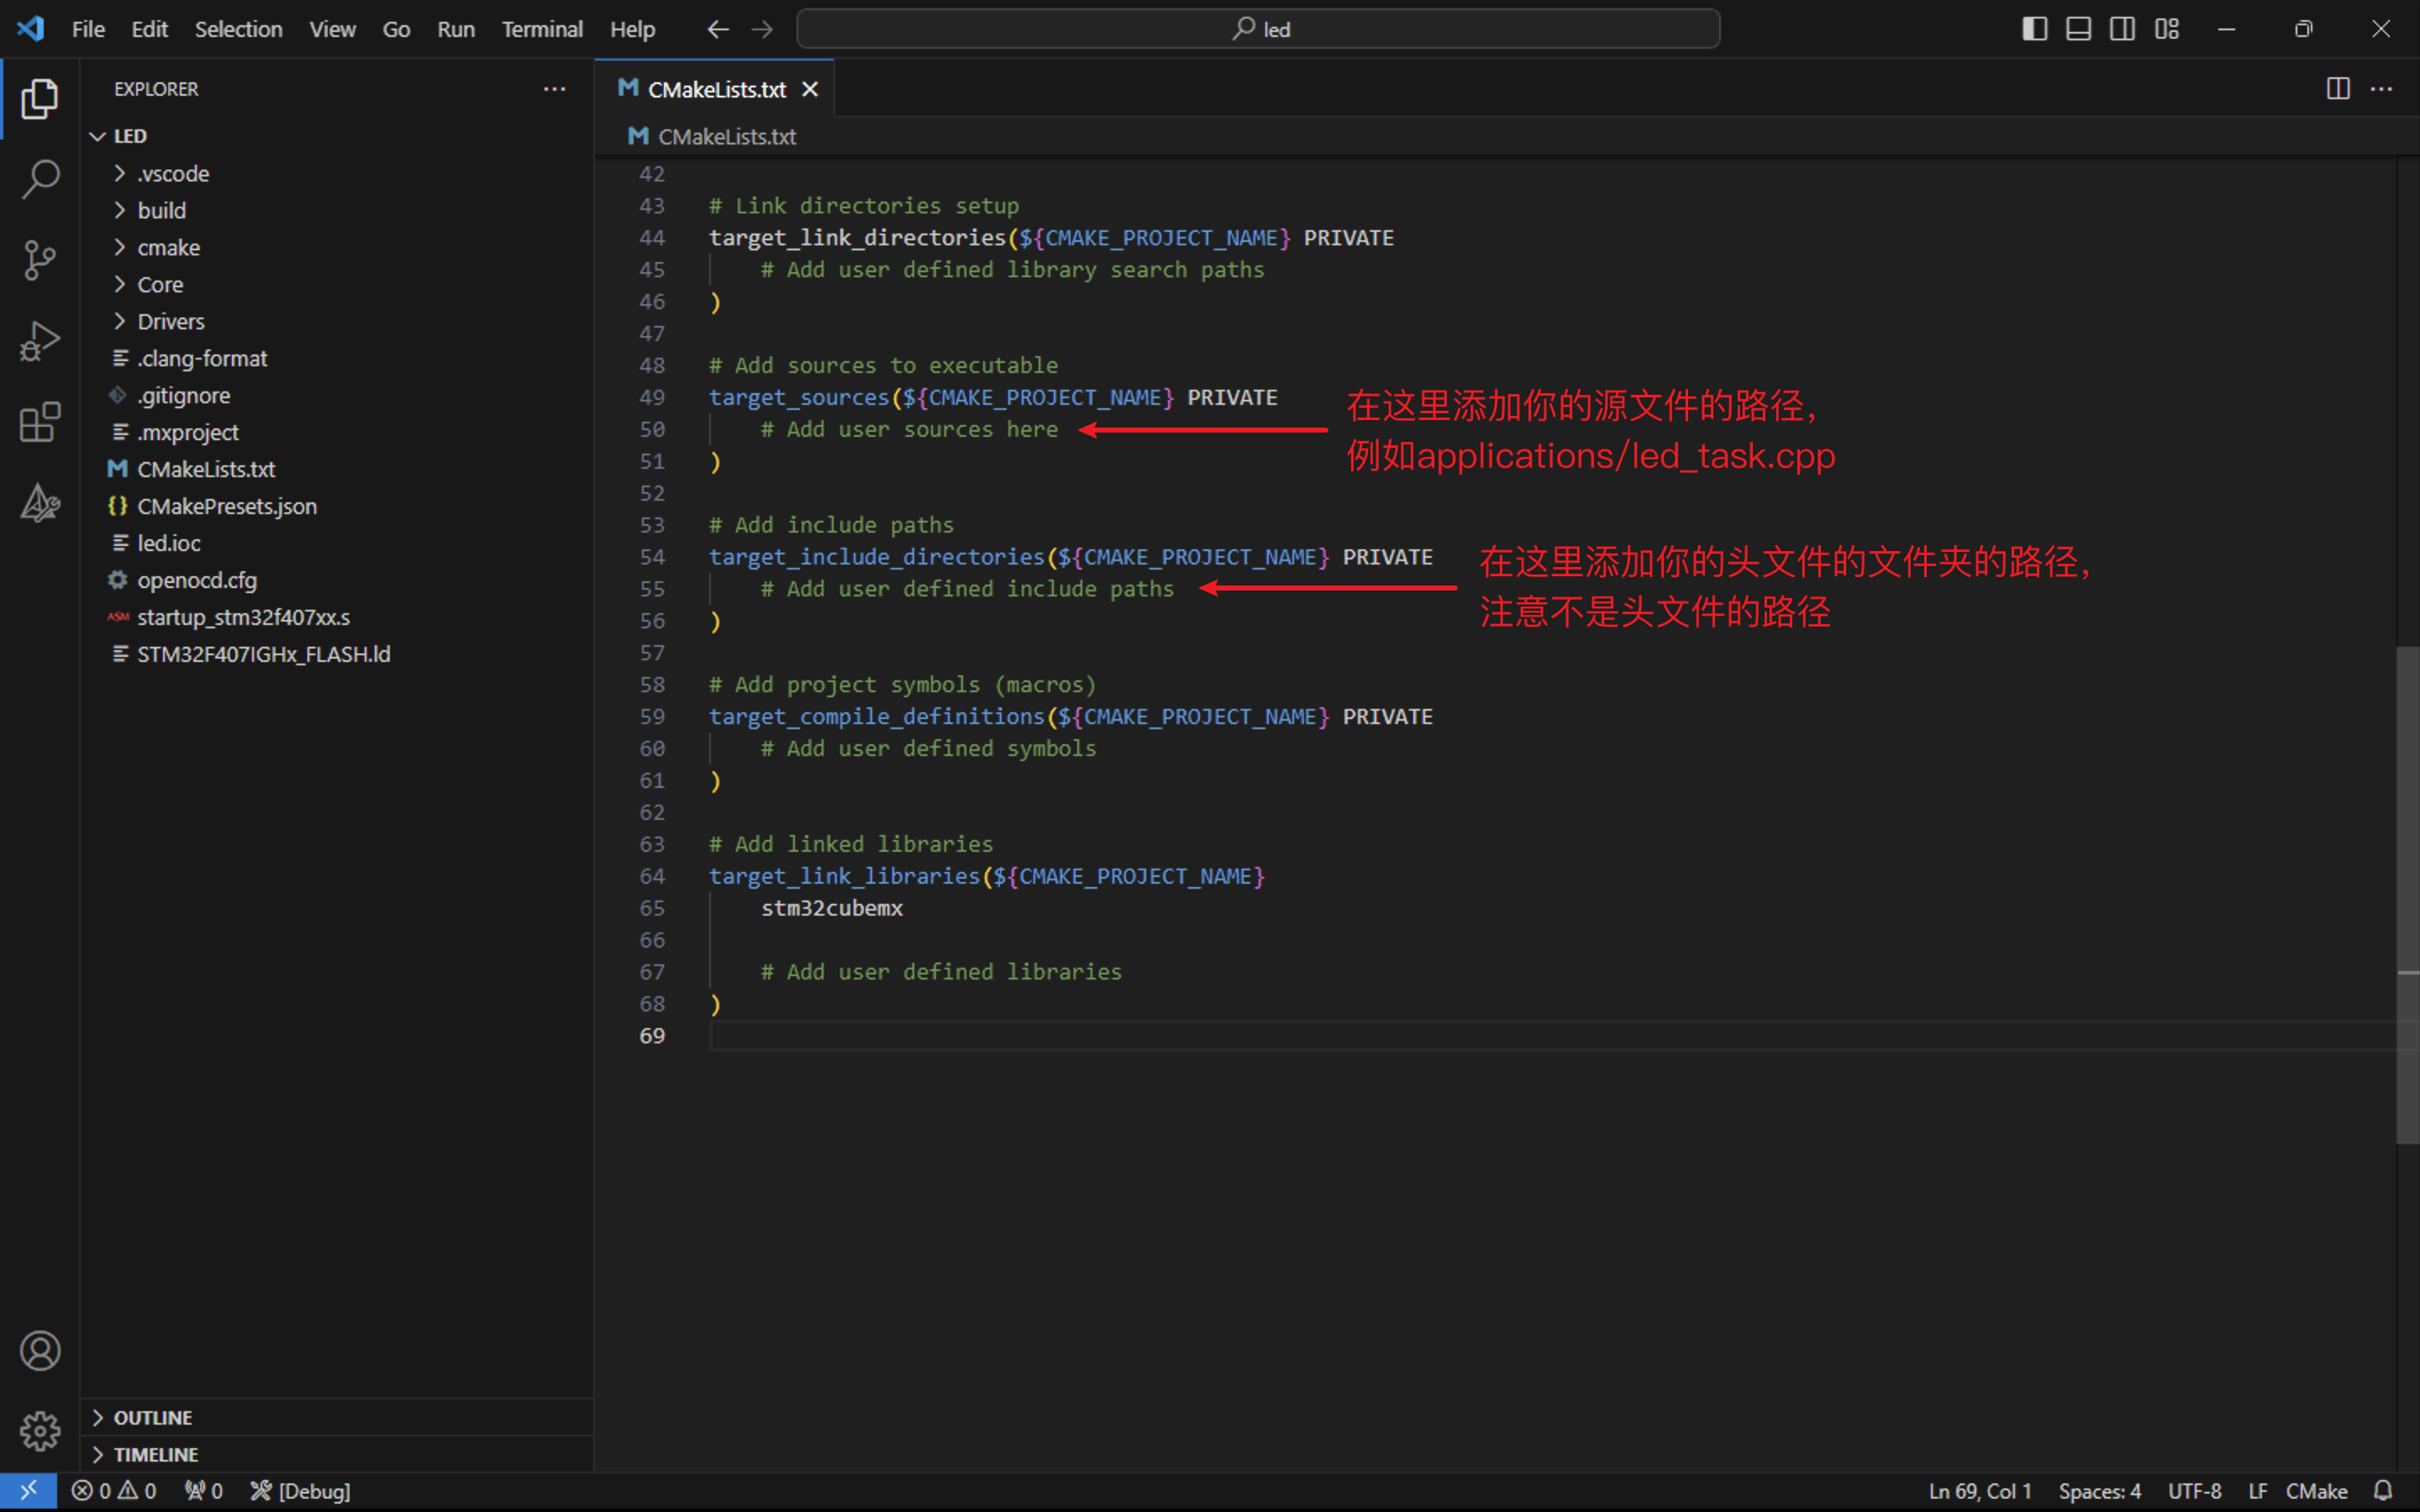 File Edit Selection View Go Run Terminal Help
led
EXPLORER
LED
.vscode
build
cmake
Core
Drivers
.clang-format
.gitignore
.mxproject
CMakeLists.txt
CMakePresets.json
led.ioc
openocd.cfg
ASM startup_stm32f407xx.s
STM32F407IGHx_FLASH.ld
OUTLINE
TIMELINE
CMakeLists.txt
CMakeLists.txt
42
43 # Link directories setup
44 target_link_directories(${CMAKE_PROJECT_NAME} PRIVATE
45     # Add user defined library search paths
46 )
47
48 # Add sources to executable
49 target_sources(${CMAKE_PROJECT_NAME} PRIVATE
50     # Add user sources here
51 )
52
53 # Add include paths
54 target_include_directories(${CMAKE_PROJECT_NAME} PRIVATE
55     # Add user defined include paths
56 )
57
58 # Add project symbols (macros)
59 target_compile_definitions(${CMAKE_PROJECT_NAME} PRIVATE
60     # Add user defined symbols
61 )
62
63 # Add linked libraries
64 target_link_libraries(${CMAKE_PROJECT_NAME}
65     stm32cubemx
66
67     # Add user defined libraries
68 )
69
在这里添加你的源文件的路径，
例如applications/led_task.cpp
在这里添加你的头文件的文件夹的路径，
注意不是头文件的路径
0 0 0 [Debug] Ln 69, Col 1 Spaces: 4 UTF-8 LF CMake